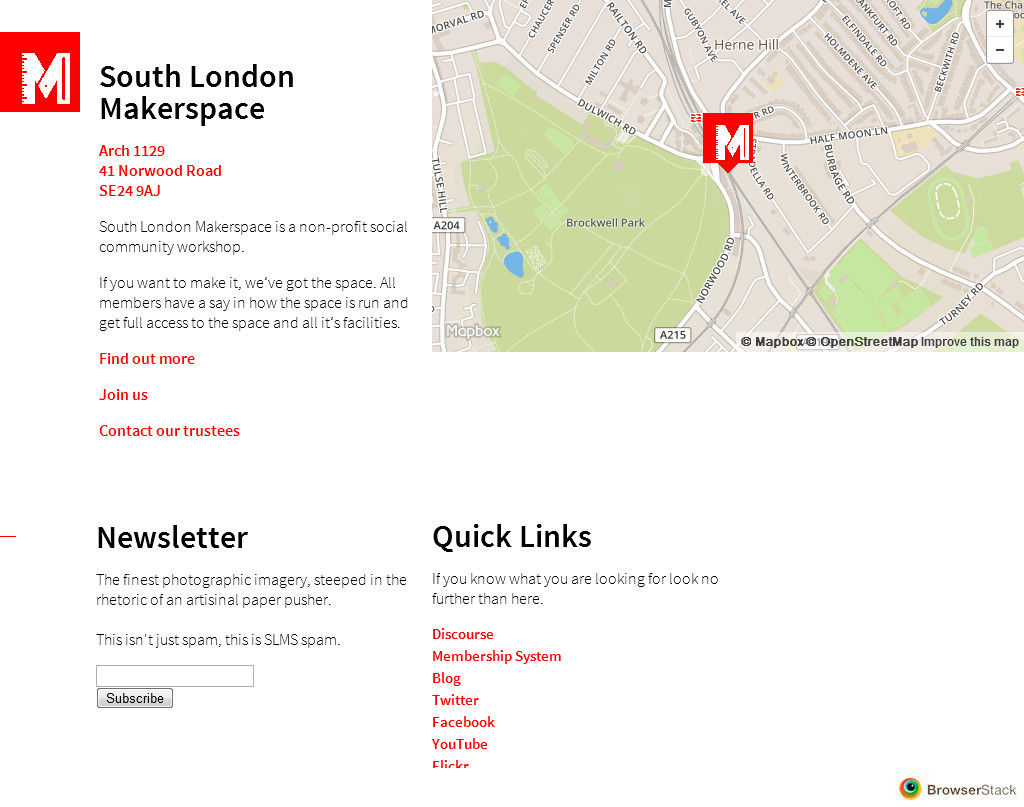 M
South London
Makerspace
Arch 1129
41 Norwood Road
SE24 9AJ
South London Makerspace is a non-profit social
community workshop.
If you want to make it, we’ve got the space. All
members have a say in how the space is run and
get full access to the space and all it’s facilities.
Find out more
Join us
Contact our trustees
NORVAL RD
CHAUCER
SPENSER RD
MILTON RD
RAILTON RD
GUBYON AVE
Herne Hill
ELFINDALE RD
FRANKFURT RD
HOLMDENE AVE
BECKWITH RD
The Cha
+
−
DULWICH RD
M
HALF MOON LN
WINTERBROOK RD
BURBAGE RD
TULSE HILL
A204
Brockwell Park
NORWOOD RD
TURNEY RD
A215
Mapbox
© Mapbox © OpenStreetMap Improve this map
Newsletter
The finest photographic imagery, steeped in the
rhetoric of an artisinal paper pusher.
This isn't just spam, this is SLMS spam.
Subscribe
Quick Links
If you know what you are looking for look no
further than here.
Discourse
Membership System
Blog
Twitter
Facebook
YouTube
Flickr
BrowserStack